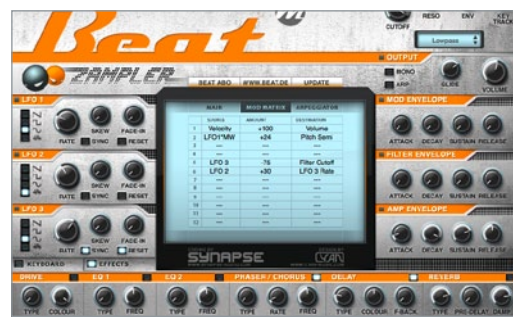 Beat
RESO ENV KEY TRACK
CUTOFF
Lowpass
OUTPUT
ZAMPLER
MONO
ARP
GLIDE
VOLUME
BEAT ABO WWW.BEAT.DE UPDATE
LFO 1
RATE SKEW FADE-IN
SYNC RESET
MAIN MOD MATRIX ARPEGGIATOR
SOURCE AMOUNT DESTINATION
1 Velocity +100 Volume
2 LFO1*MW +24 Pitch Semi
3 --- --- ---
4 --- --- ---
5 LFO 3 -76 Filter Cutoff
6 LFO 2 +30 LFO 3 Rate
7 --- --- ---
8 --- --- ---
9 --- --- ---
10 --- --- ---
11 --- --- ---
12 --- --- ---
MOD ENVELOPE
ATTACK DECAY SUSTAIN RELEASE
LFO 2
RATE SKEW FADE-IN
SYNC RESET
FILTER ENVELOPE
ATTACK DECAY SUSTAIN RELEASE
LFO 3
RATE SKEW FADE-IN
SYNC RESET
AMP ENVELOPE
ATTACK DECAY SUSTAIN RELEASE
SYNAPSE
KEYBOARD EFFECTS
DRIVE EQ 1 EQ 2 PHASER / CHORUS DELAY REVERB
TYPE COLOUR TYPE FREQ TYPE FREQ TYPE RATE FREQ TYPE COLOUR F-BACK TYPE PRE-DELAY DAMP